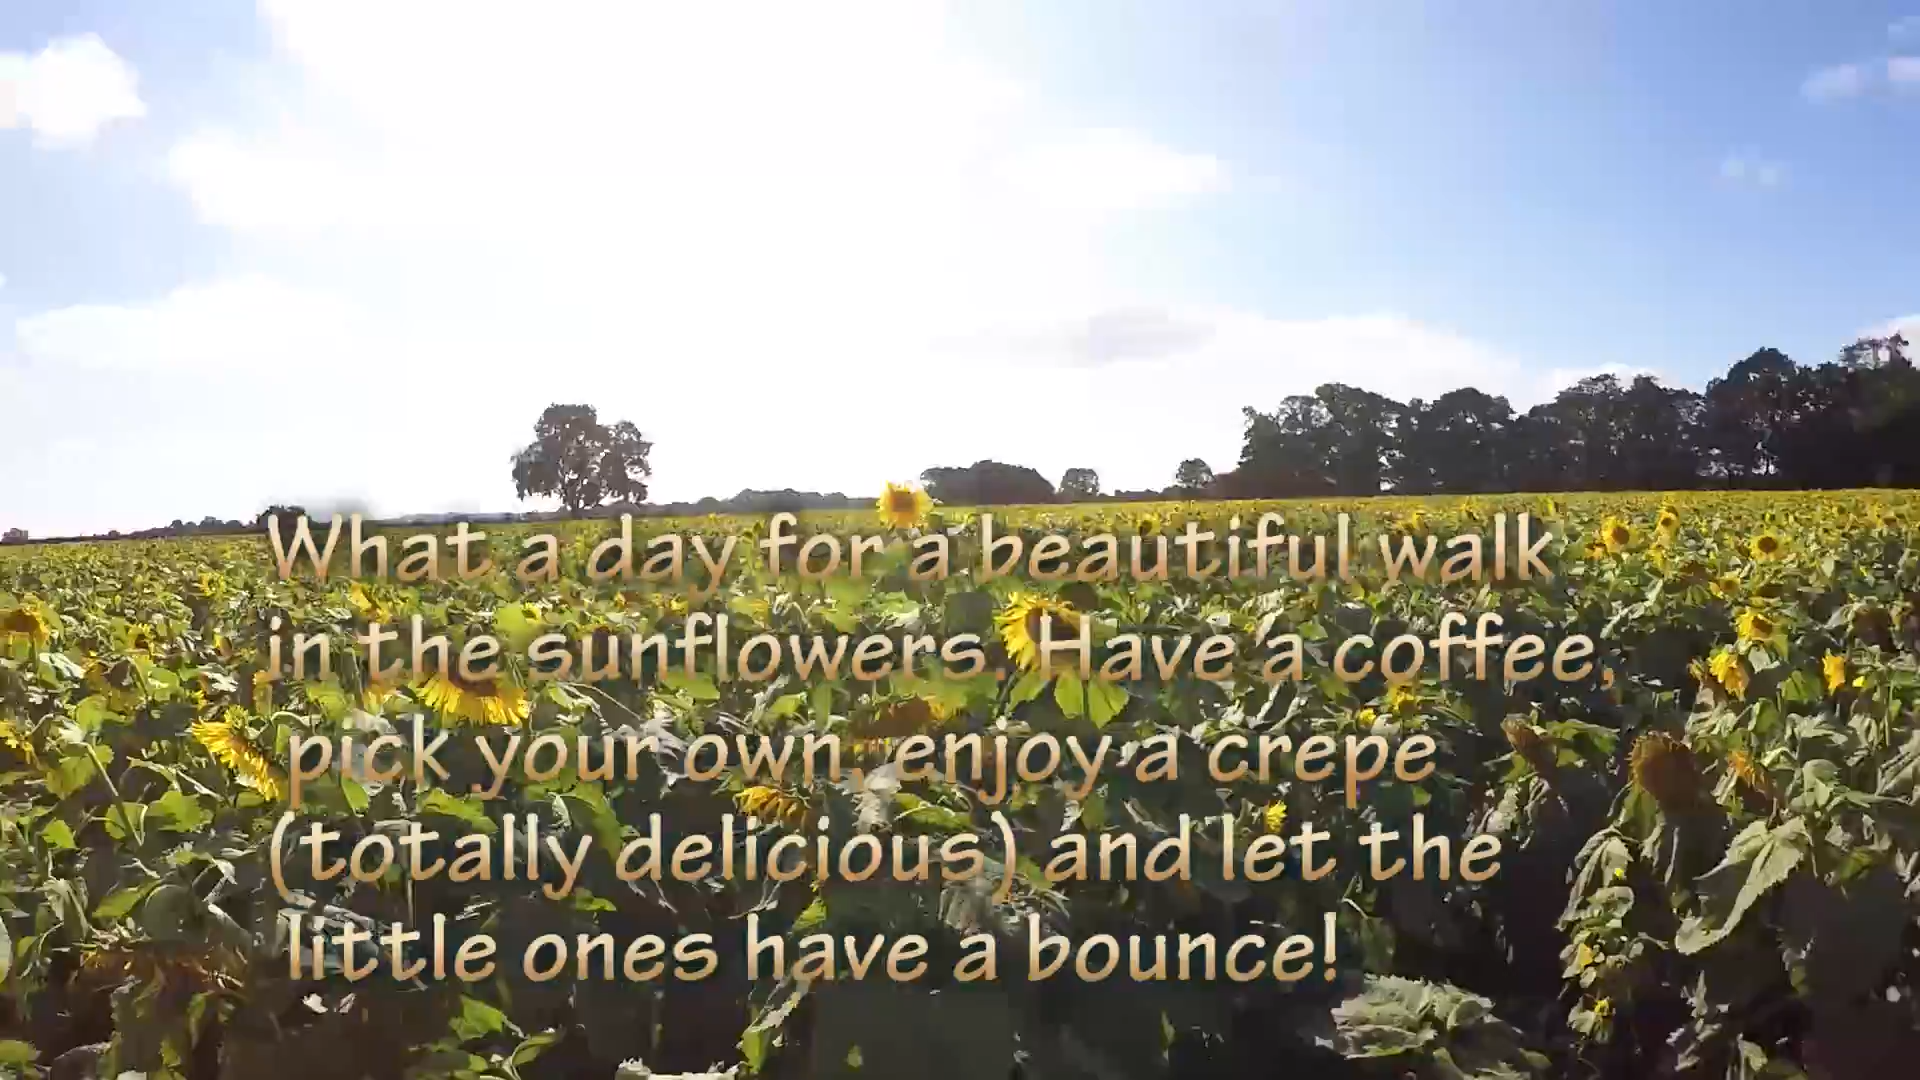 What a day for a beautiful walk
in the sunflowers. Have a coffee,
pick your own, enjoy a crepe
(totally delicious) and let the
little ones have a bounce!